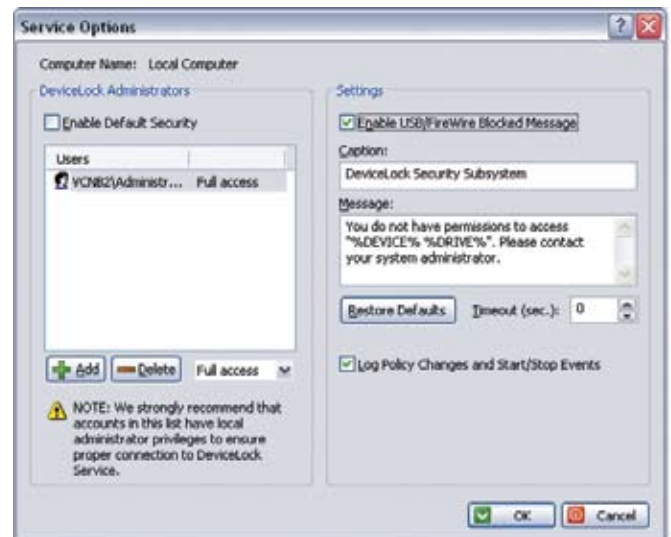 Service Options
Computer Name: Local Computer
DeviceLock Administrators
Enable Default Security
Users
VCNB2\Administr... Full access
Add
Delete
Full access
NOTE: We strongly recommend that
accounts in this list have local
administrator privileges to ensure
proper connection to DeviceLock
Service.
Settings
Enable USB/FireWire Blocked Message
Caption:
DeviceLock Security Subsystem
Message:
You do not have permissions to access
"%DEVICE% %DRIVE%". Please contact
your system administrator.
Restore Defaults
Timeout (sec.): 0
Log Policy Changes and Start/Stop Events
OK
Cancel